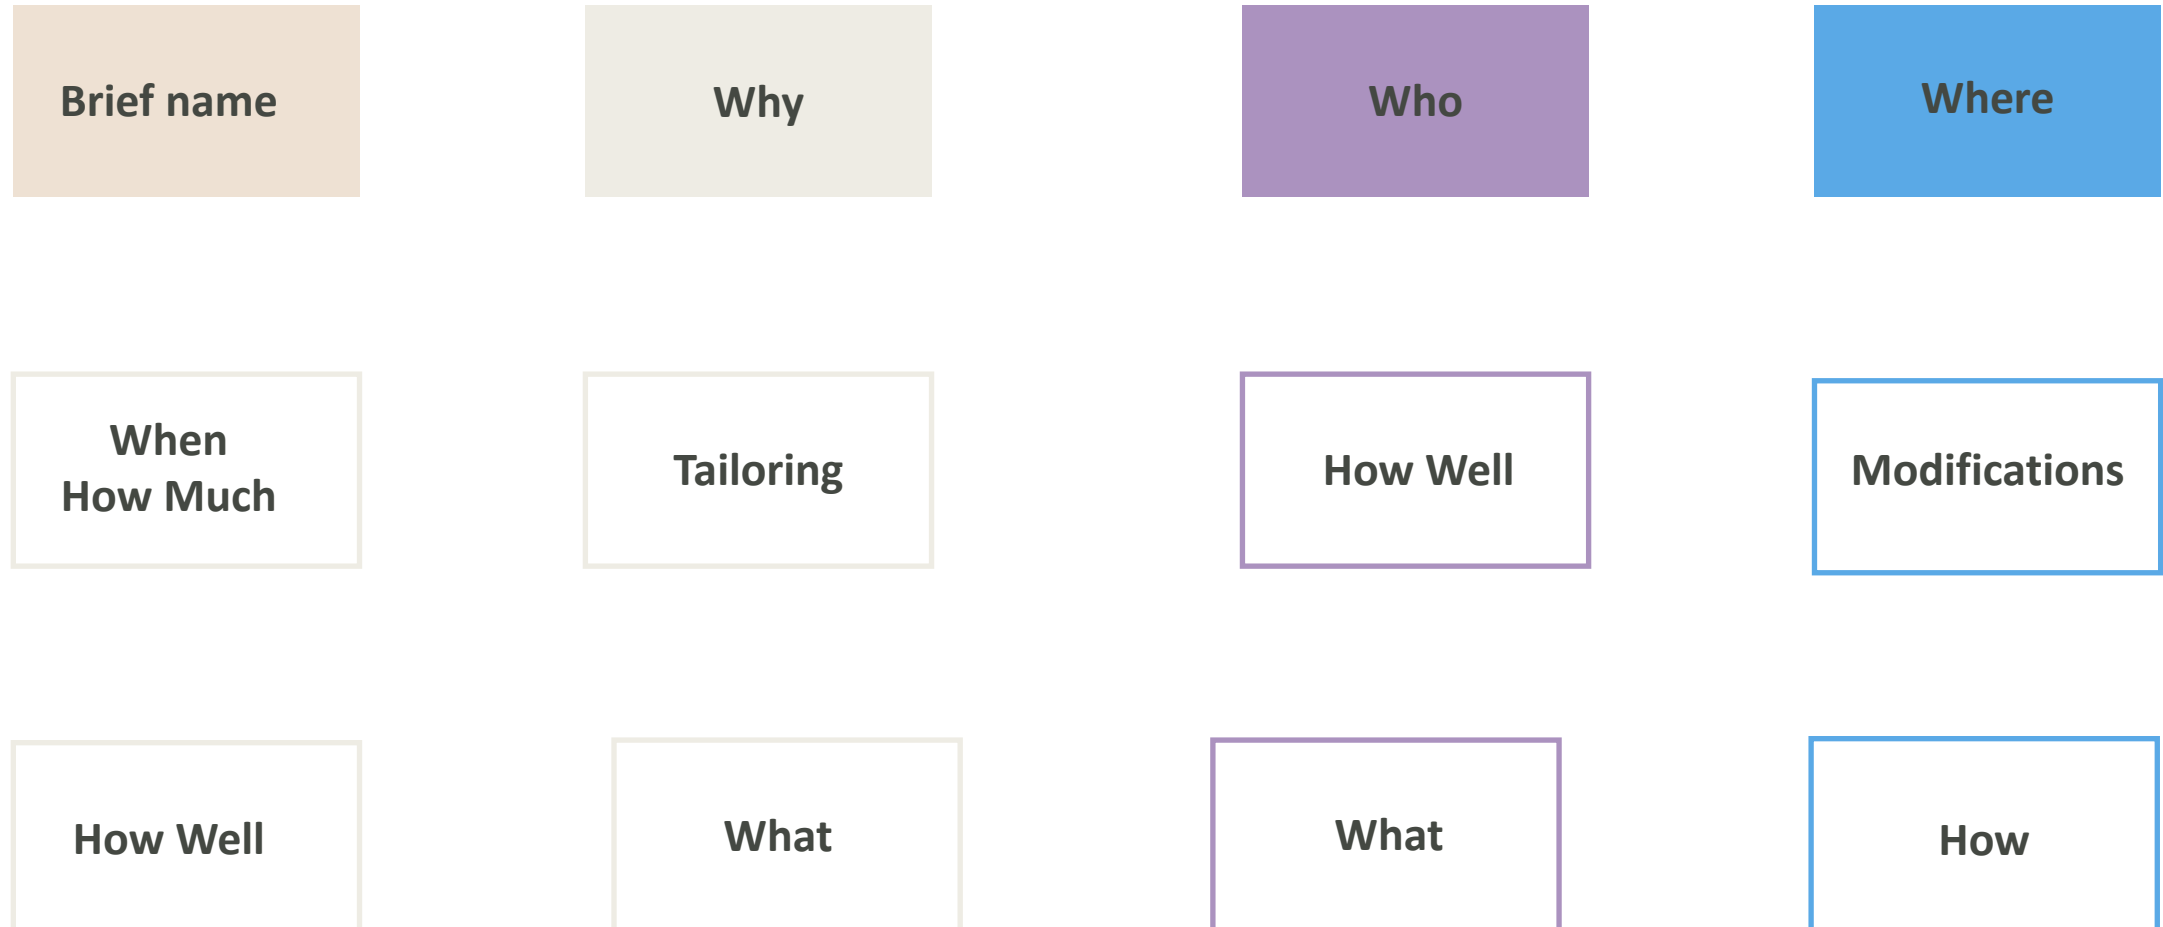 Brief name
Why
Who
Where
When
How Much
Tailoring
How Well
Modifications
How Well
What
What
How